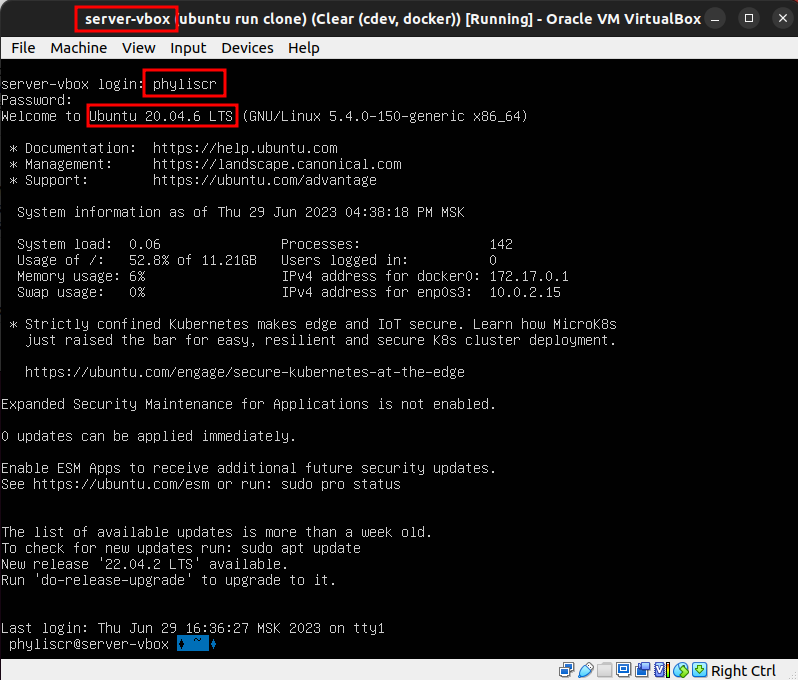 server-vbox (ubuntu run clone) (Clear (cdev, docker)) [Running] - Oracle VM VirtualBox
File Machine View Input Devices Help
server-vbox login: phyliscr
Password:
Welcome to Ubuntu 20.04.6 LTS (GNU/Linux 5.4.0-150-generic x86_64)
* Documentation: https://help.ubuntu.com
* Management: https://landscape.canonical.com
* Support: https://ubuntu.com/advantage
System information as of Thu 29 Jun 2023 04:38:18 PM MSK
System load: 0.06 Processes: 142
Usage of /: 52.8% of 11.21GB Users logged in: 0
Memory usage: 6% IPv4 address for docker0: 172.17.0.1
Swap usage: 0% IPv4 address for enp0s3: 10.0.2.15
* Strictly confined Kubernetes makes edge and IoT secure. Learn how MicroK8s
just raised the bar for easy, resilient and secure K8s cluster deployment.
https://ubuntu.com/engage/secure-kubernetes-at-the-edge
Expanded Security Maintenance for Applications is not enabled.
0 updates can be applied immediately.
Enable ESM Apps to receive additional future security updates.
See https://ubuntu.com/esm or run: sudo pro status
The list of available updates is more than a week old.
To check for new updates run: sudo apt update
New release '22.04.2 LTS' available.
Run 'do-release-upgrade' to upgrade to it.
Last login: Thu Jun 29 16:36:27 MSK 2023 on tty1
phyliscr@server-vbox ~
Right Ctrl